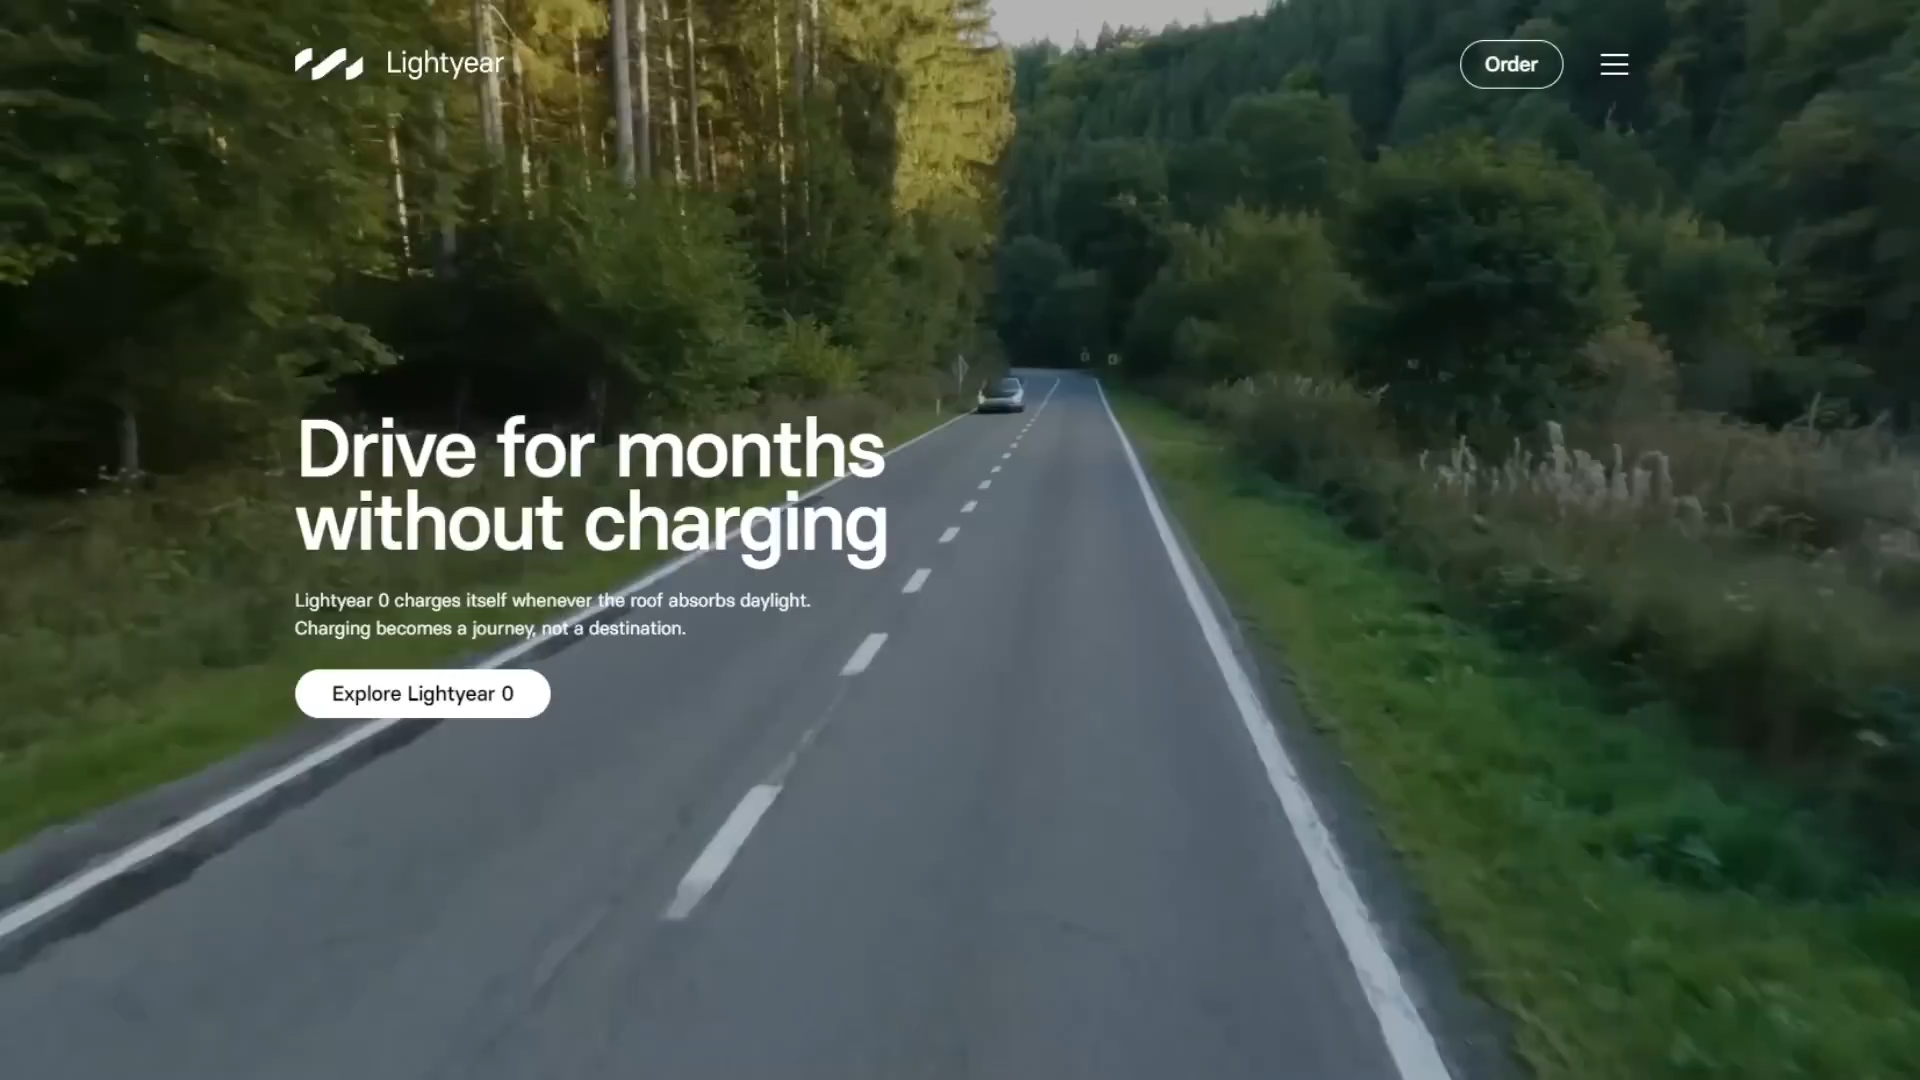 Lightyear
Order
Drive for months
without charging
Lightyear 0 charges itself whenever the roof absorbs daylight.
Charging becomes a journey, not a destination.
Explore Lightyear 0